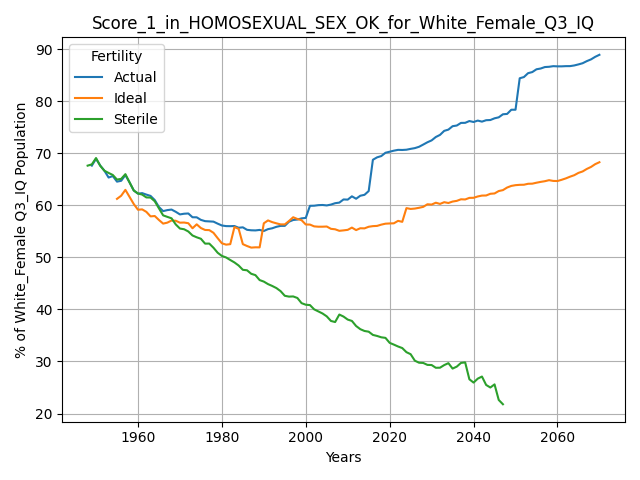 Score_1_in_HOMOSEXUAL_SEX_OK_for_White_Female_Q3_IQ
% of White_Female Q3_IQ Population
90
80
70
60
50
40
30
20
Fertility
Actual
Ideal
Sterile
1960
1980
2000
2020
2040
2060
Years